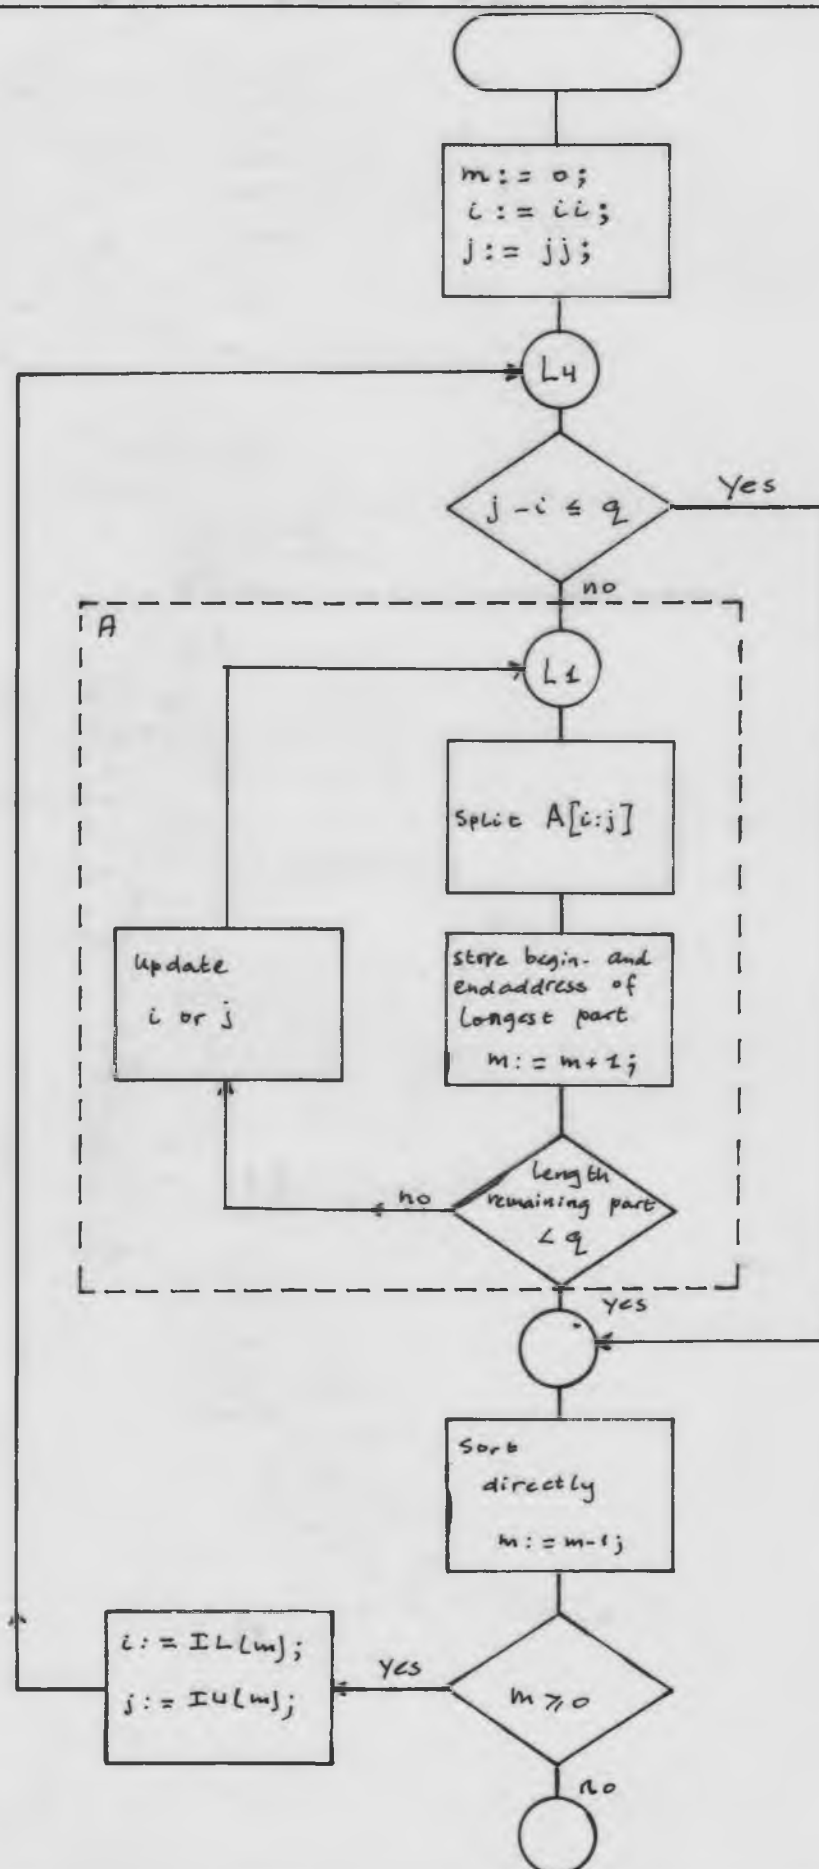 m := 0;
i := ii;
j := jj;
L4
j - i ≤ q
Yes
no
A
L1
Split A[i:j]
store begin- and
endaddress of
longest part
m := m + 1;
Update
i or j
length
remaining part
< q
no
yes
Sort
directly
m := m-1;
i := IL[m];
j := IU[m];
yes
m ⩾ 0
no